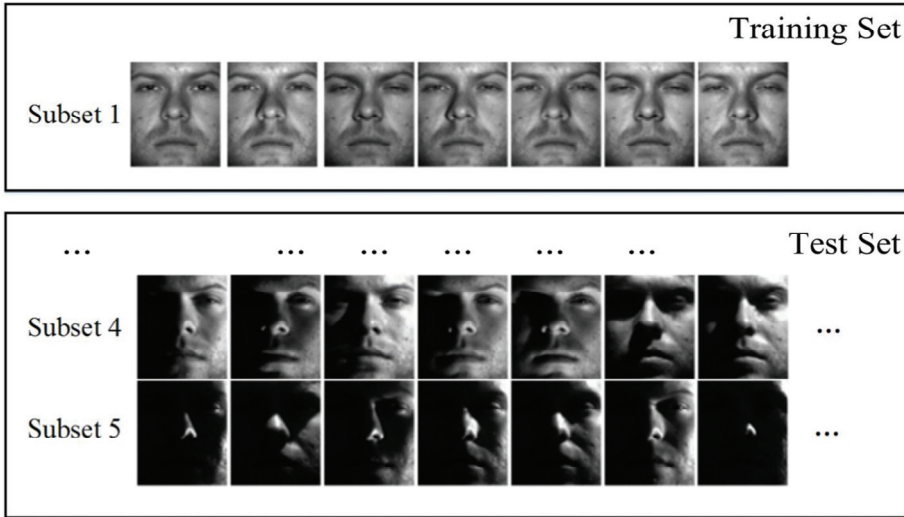 Training Set
Subset 1
... ... ... ... ... ...
Test Set
Subset 4 ...
Subset 5 ...